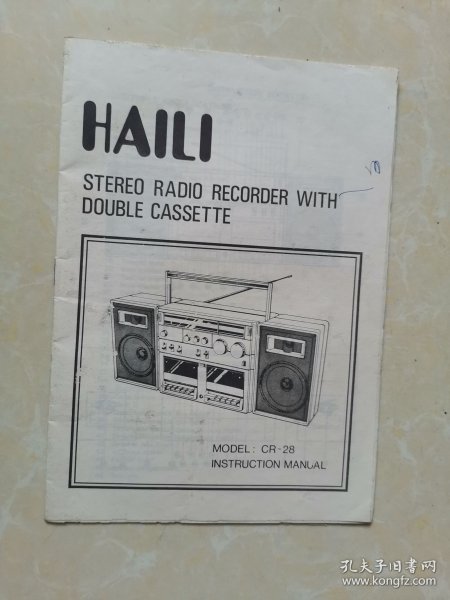 HAILI
STEREO RADIO RECORDER WITH
DOUBLE CASSETTE
MODEL: CR-28
INSTRUCTION MANUAL
孔夫子旧书网
www.kongfz.com